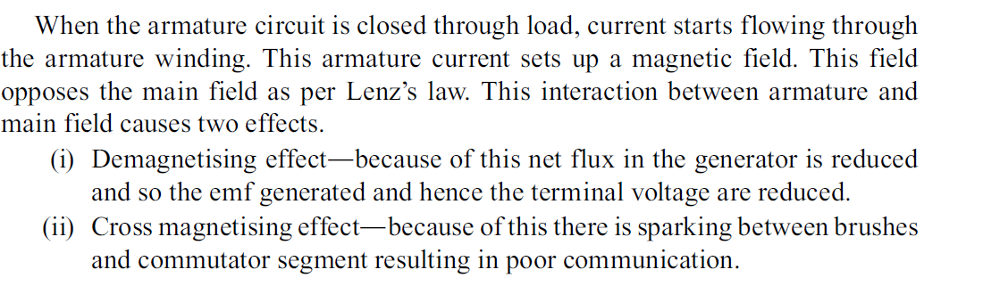 When the armature circuit is closed through load, current starts flowing through
the armature winding. This armature current sets up a magnetic field. This field
opposes the main field as per Lenz’s law. This interaction between armature and
main field causes two effects.
(i) Demagnetising effect—because of this net flux in the generator is reduced
and so the emf generated and hence the terminal voltage are reduced.
(ii) Cross magnetising effect—because of this there is sparking between brushes
and commutator segment resulting in poor communication.